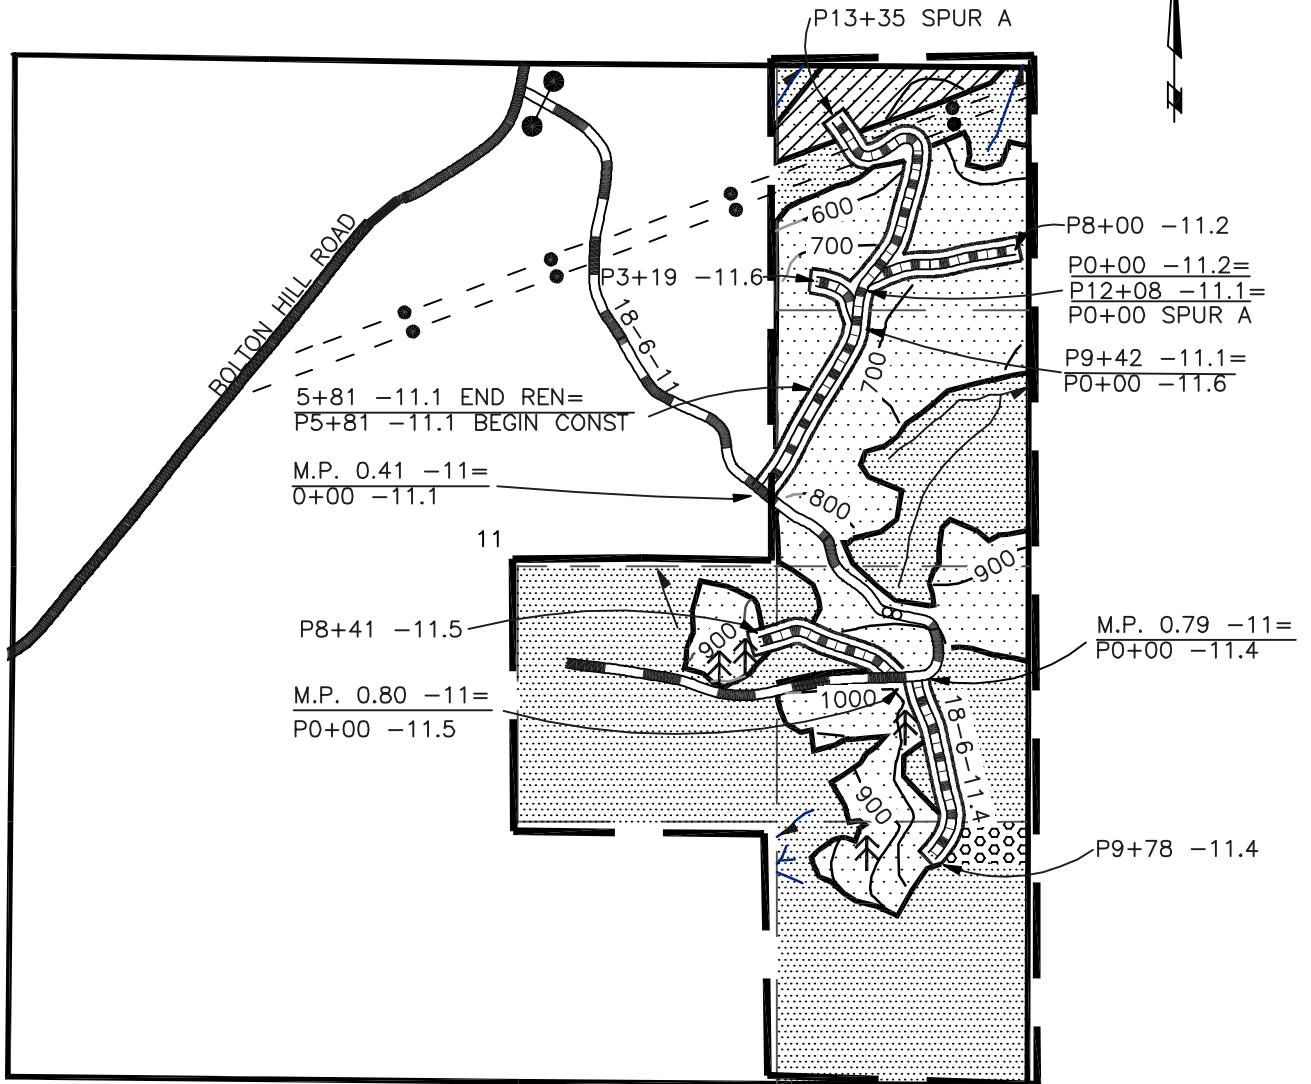 P13+35 SPUR A
BOLTON HILL ROAD
18-6-11
600
700
P3+19 -11.6
P8+00 -11.2
P0+00 -11.2=
P12+08 -11.1=
P0+00 SPUR A
P9+42 -11.1=
P0+00 -11.6
700
5+81 -11.1 END REN=
P5+81 -11.1 BEGIN CONST
M.P. 0.41 -11=
0+00 -11.1
800
11
900
P8+41 -11.5
900
M.P. 0.79 -11=
P0+00 -11.4
M.P. 0.80 -11=
P0+00 -11.5
1000
18-6-11.4
900
P9+78 -11.4